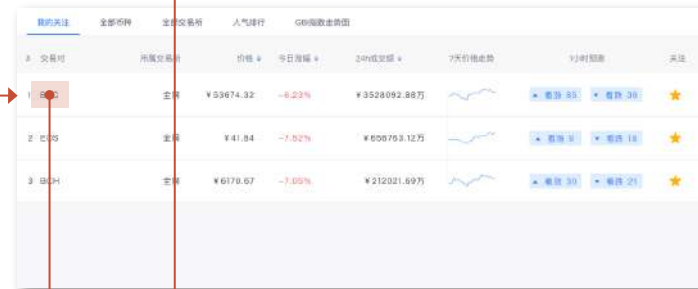 我的关注 全部币种 全部交易所 人气排行 GBI指数走势图
# 交易对 所属交易所 价格 今日涨幅 24h成交额 7天价格走势 1小时预测 关注
1 全网 ¥53674.32 -6.23% ¥3528092.88万 看涨 85 看跌 36
2 EOS 全网 ¥41.84 -7.82% ¥656763.12万 看涨 6 看跌 18
3 BCH 全网 ¥6170.67 -7.05% ¥212021.69万 看涨 30 看跌 21